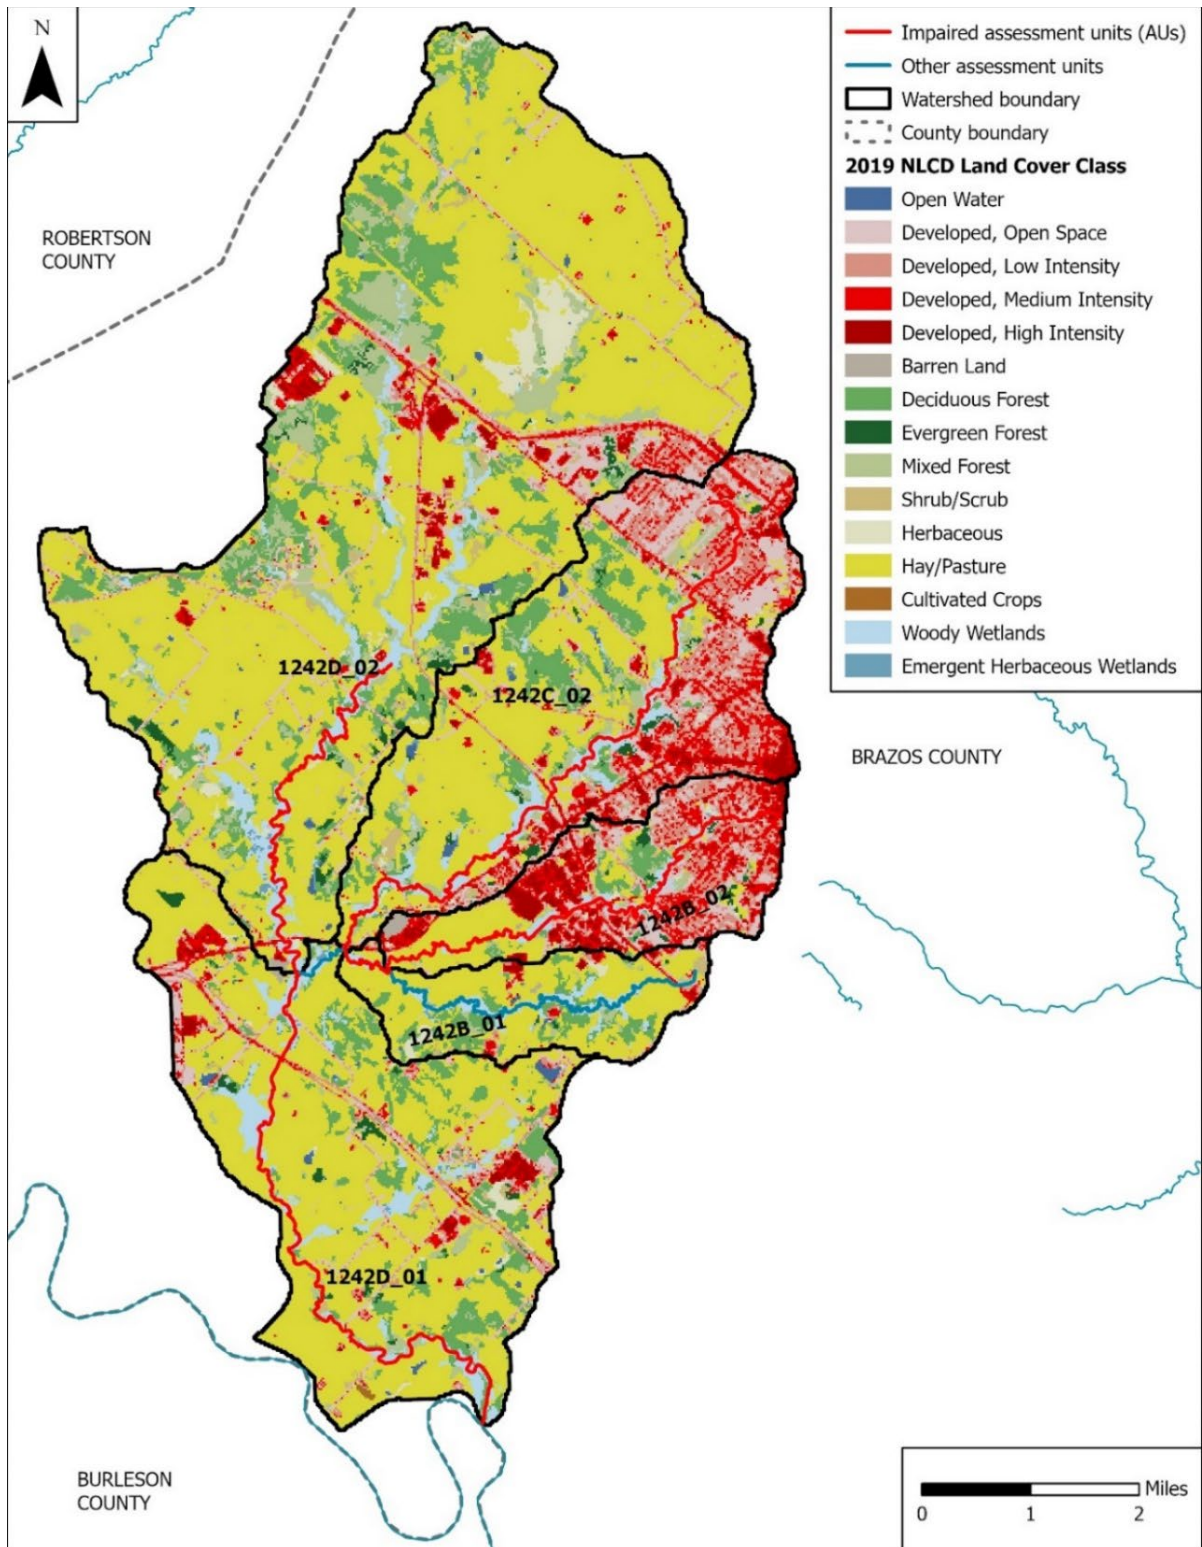 N
Impaired assessment units (AUs)
Other assessment units
Watershed boundary
County boundary
2019 NLCD Land Cover Class
Open Water
Developed, Open Space
Developed, Low Intensity
Developed, Medium Intensity
Developed, High Intensity
Barren Land
Deciduous Forest
Evergreen Forest
Mixed Forest
Shrub/Scrub
Herbaceous
Hay/Pasture
Cultivated Crops
Woody Wetlands
Emergent Herbaceous Wetlands
ROBERTSON
COUNTY
1242D_02
1242C_02
BRAZOS COUNTY
1242B_02
1242B_01
1242D_01
BURLESON
COUNTY
Miles
0 1 2